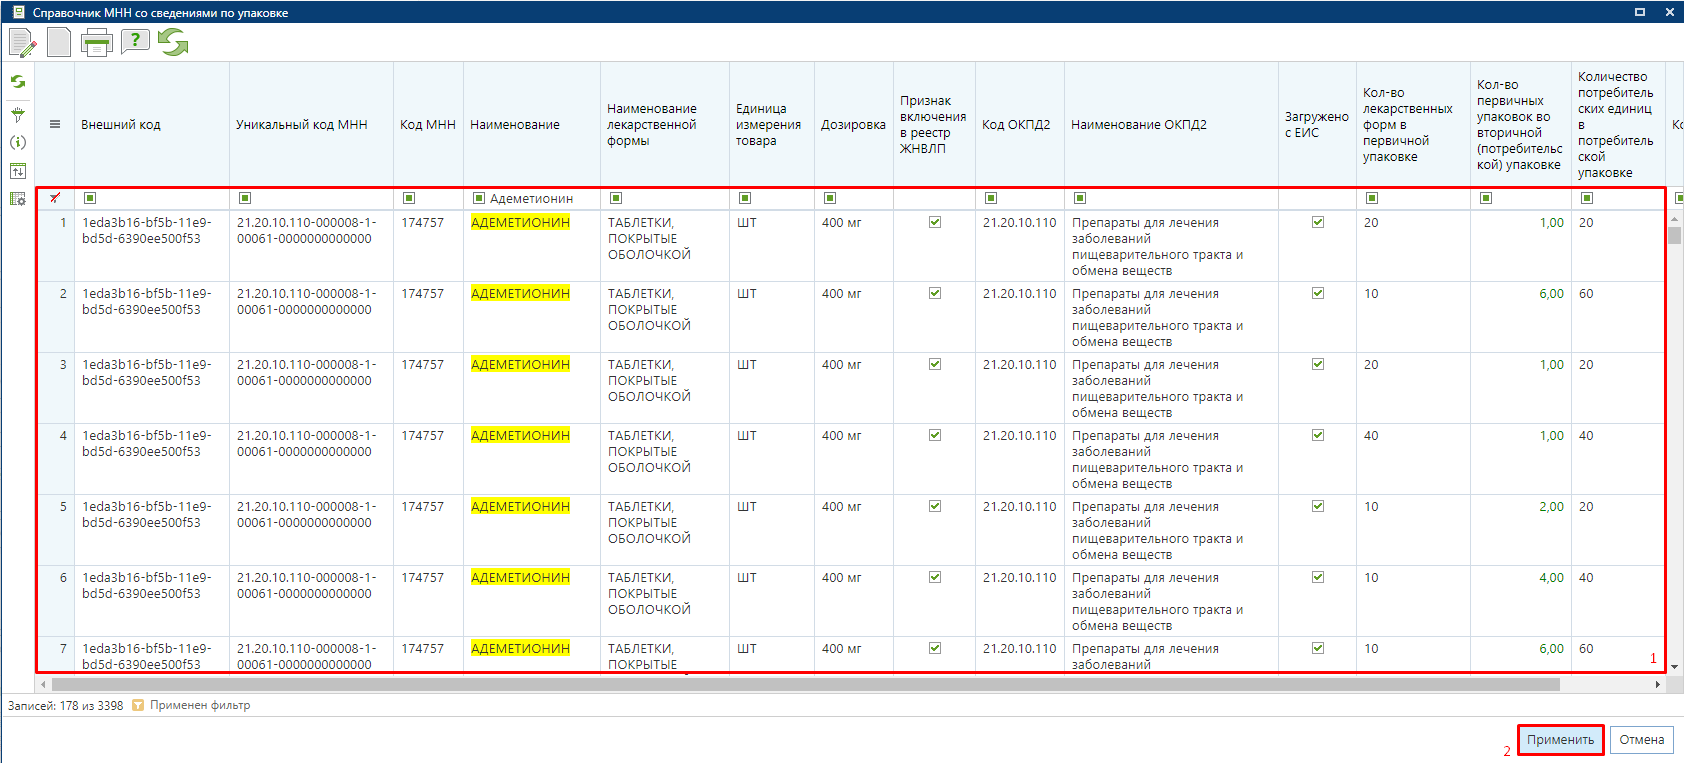 Справочник МНН со сведениями по упаковке
Внешний код
Уникальный код МНН
Код МНН
Наименование
Наименование
лекарственной
формы
Единица
измерения
товара
Дозировка
Признак
включения
в реестр
ЖНВЛП
Код ОКПД2
Наименование ОКПД2
Загружено
с ЕИС
Кол-во
лекарственных
форм в
первичной
упаковке
Кол-во
первичных
упаковок во
вторичной
(потребительс
кой) упаковке
Количество
потребитель
ских единиц
в
потребитель
ской
упаковке
Адеметионин
1 1eda3b16-bf5b-11e9- 21.20.10.110-000008-1- 174757 АДЕМЕТИОНИН ТАБЛЕТКИ, ШТ 400 мг 21.20.10.110 Препараты для лечения 20 1,00 20
bd5d-6390ee500f53 00061-0000000000000 ПОКРЫТЫЕ заболеваний
ОБОЛОЧКОЙ пищеварительного тракта и
обмена веществ
2 1eda3b16-bf5b-11e9- 21.20.10.110-000008-1- 174757 АДЕМЕТИОНИН ТАБЛЕТКИ, ШТ 400 мг 21.20.10.110 Препараты для лечения 10 6,00 60
bd5d-6390ee500f53 00061-0000000000000 ПОКРЫТЫЕ заболеваний
ОБОЛОЧКОЙ пищеварительного тракта и
обмена веществ
3 1eda3b16-bf5b-11e9- 21.20.10.110-000008-1- 174757 АДЕМЕТИОНИН ТАБЛЕТКИ, ШТ 400 мг 21.20.10.110 Препараты для лечения 20 1,00 20
bd5d-6390ee500f53 00061-0000000000000 ПОКРЫТЫЕ заболеваний
ОБОЛОЧКОЙ пищеварительного тракта и
обмена веществ
4 1eda3b16-bf5b-11e9- 21.20.10.110-000008-1- 174757 АДЕМЕТИОНИН ТАБЛЕТКИ, ШТ 400 мг 21.20.10.110 Препараты для лечения 40 1,00 40
bd5d-6390ee500f53 00061-0000000000000 ПОКРЫТЫЕ заболеваний
ОБОЛОЧКОЙ пищеварительного тракта и
обмена веществ
5 1eda3b16-bf5b-11e9- 21.20.10.110-000008-1- 174757 АДЕМЕТИОНИН ТАБЛЕТКИ, ШТ 400 мг 21.20.10.110 Препараты для лечения 10 2,00 20
bd5d-6390ee500f53 00061-0000000000000 ПОКРЫТЫЕ заболеваний
ОБОЛОЧКОЙ пищеварительного тракта и
обмена веществ
6 1eda3b16-bf5b-11e9- 21.20.10.110-000008-1- 174757 АДЕМЕТИОНИН ТАБЛЕТКИ, ШТ 400 мг 21.20.10.110 Препараты для лечения 10 4,00 40
bd5d-6390ee500f53 00061-0000000000000 ПОКРЫТЫЕ заболеваний
ОБОЛОЧКОЙ пищеварительного тракта и
обмена веществ
7 1eda3b16-bf5b-11e9- 21.20.10.110-000008-1- 174757 АДЕМЕТИОНИН ТАБЛЕТКИ, ШТ 400 мг 21.20.10.110 Препараты для лечения 10 6,00 60
bd5d-6390ee500f53 00061-0000000000000 ПОКРЫТЫЕ заболеваний 1
Записей: 178 из 3398 Применен фильтр
2 Применить Отмена